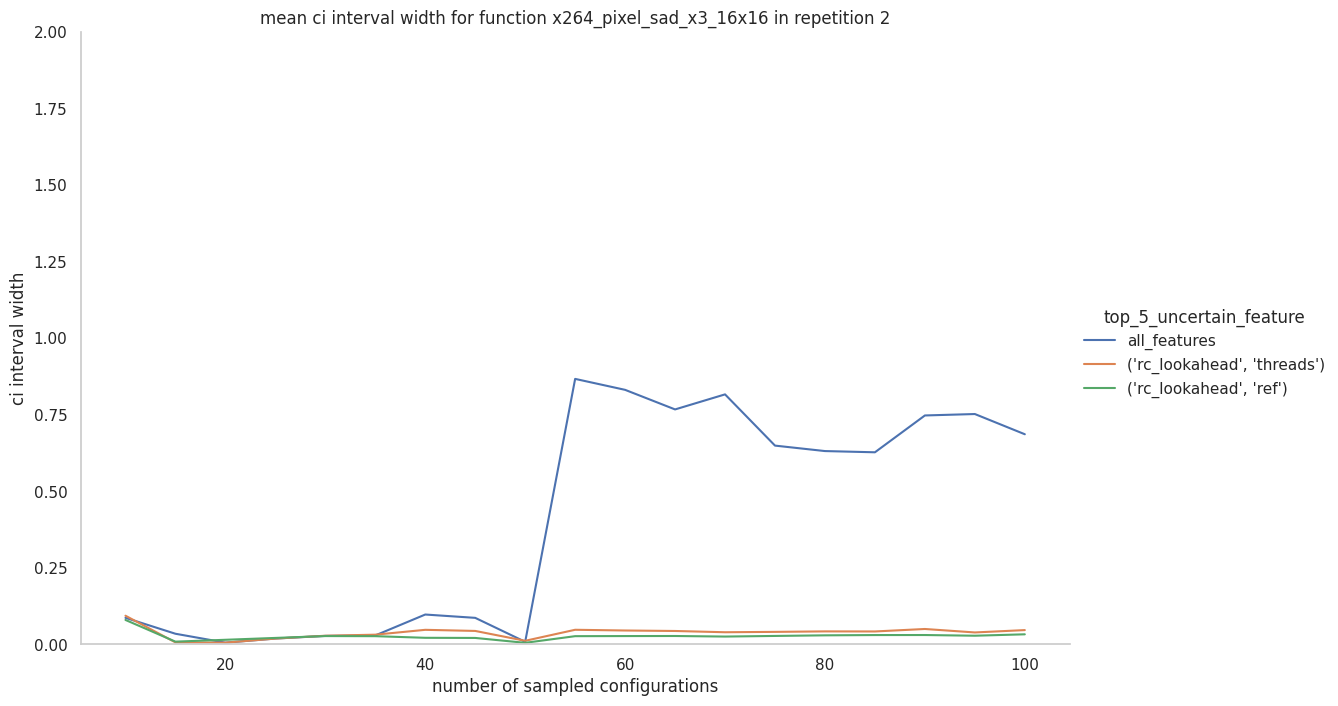 mean ci interval width for function x264_pixel_sad_x3_16x16 in repetition 2
2.00
1.75
1.50
1.25
1.00
0.75
0.50
0.25
0.00
ci interval width
20
40
60
80
100
number of sampled configurations
top_5_uncertain_feature
all_features
('rc_lookahead', 'threads')
('rc_lookahead', 'ref')